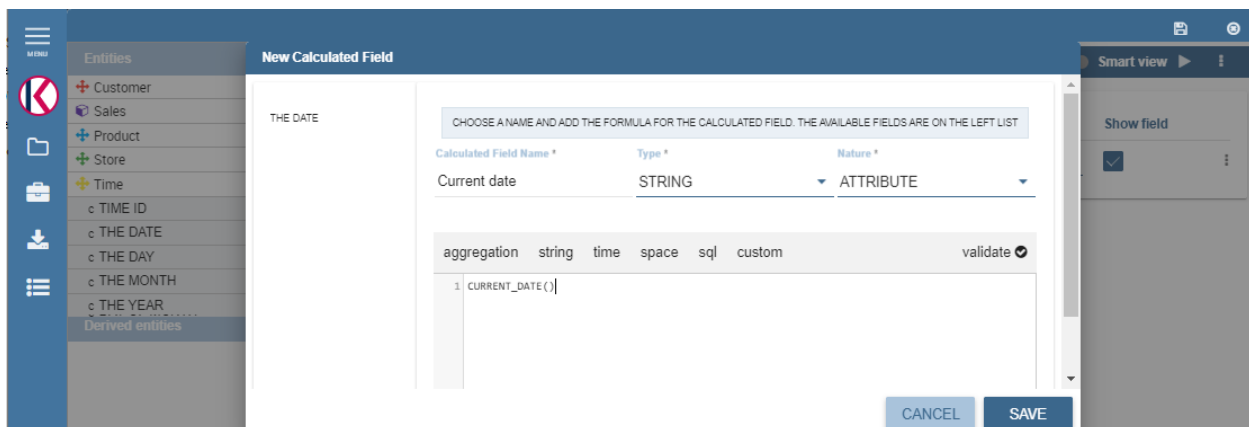 MENU
Entities
Customer
Sales
Product
Store
Time
c TIME ID
c THE DATE
c THE DAY
c THE MONTH
c THE YEAR
Derived entities
New Calculated Field
THE DATE
CHOOSE A NAME AND ADD THE FORMULA FOR THE CALCULATED FIELD. THE AVAILABLE FIELDS ARE ON THE LEFT LIST
Calculated Field Name * Type * Nature *
Current date STRING ATTRIBUTE
aggregation string time space sql custom validate
1 CURRENT_DATE()
CANCEL SAVE
Smart view
Show field